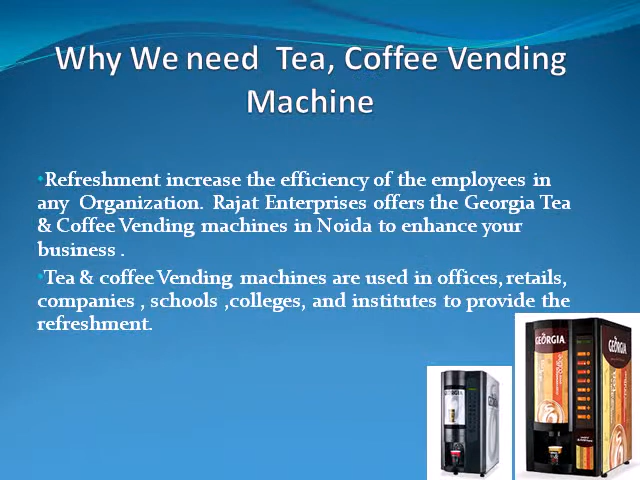 Why We need  Tea, Coffee Vending
Machine
•Refreshment increase the efficiency of the employees in
any  Organization.  Rajat Enterprises offers the Georgia Tea
& Coffee Vending machines in Noida to enhance your
business .
•Tea & coffee Vending  machines are used in offices, retails,
companies , schools ,colleges, and institutes to provide the
refreshment.
GEORGIA
GEORGIA
GEORGIA